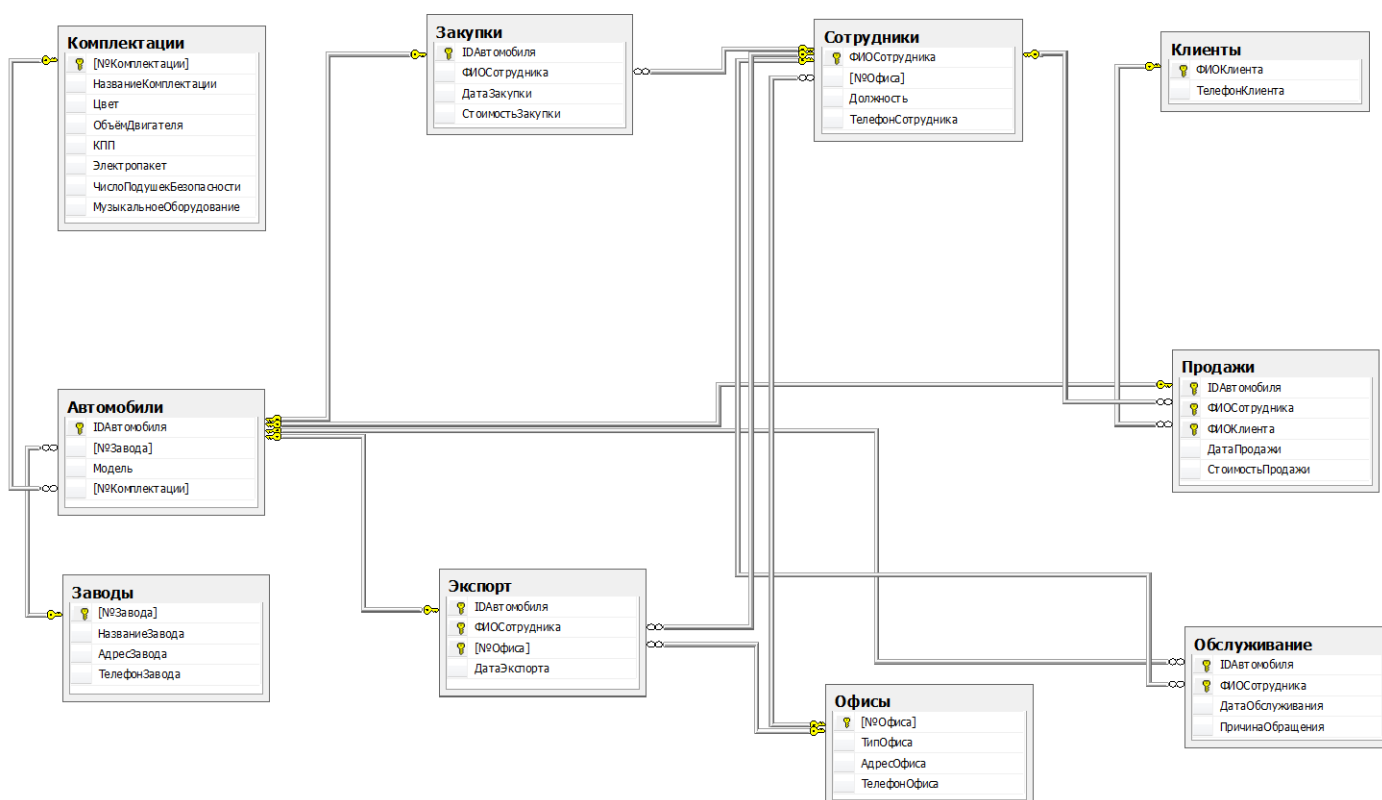 Комплектации
[№Комплектации]
НазваниеКомплектации
Цвет
ОбъёмДвигателя
КПП
Электропакет
ЧислоПодушекБезопасности
МузыкальноеОборудование
Закупки
IDАвтомобиля
ФИОСотрудника
ДатаЗакупки
СтоимостьЗакупки
Сотрудники
ФИОСотрудника
[№Офиса]
Должность
ТелефонСотрудника
Клиенты
ФИОКлиента
ТелефонКлиента
Автомобили
IDАвтомобиля
[№Завода]
Модель
[№Комплектации]
Продажи
IDАвтомобиля
ФИОСотрудника
ФИОКлиента
ДатаПродажи
СтоимостьПродажи
Заводы
[№Завода]
НазваниеЗавода
АдресЗавода
ТелефонЗавода
Экспорт
IDАвтомобиля
ФИОСотрудника
[№Офиса]
ДатаЭкспорта
Офисы
[№Офиса]
ТипОфиса
АдресОфиса
ТелефонОфиса
Обслуживание
IDАвтомобиля
ФИОСотрудника
ДатаОбслуживания
ПричинаОбращения